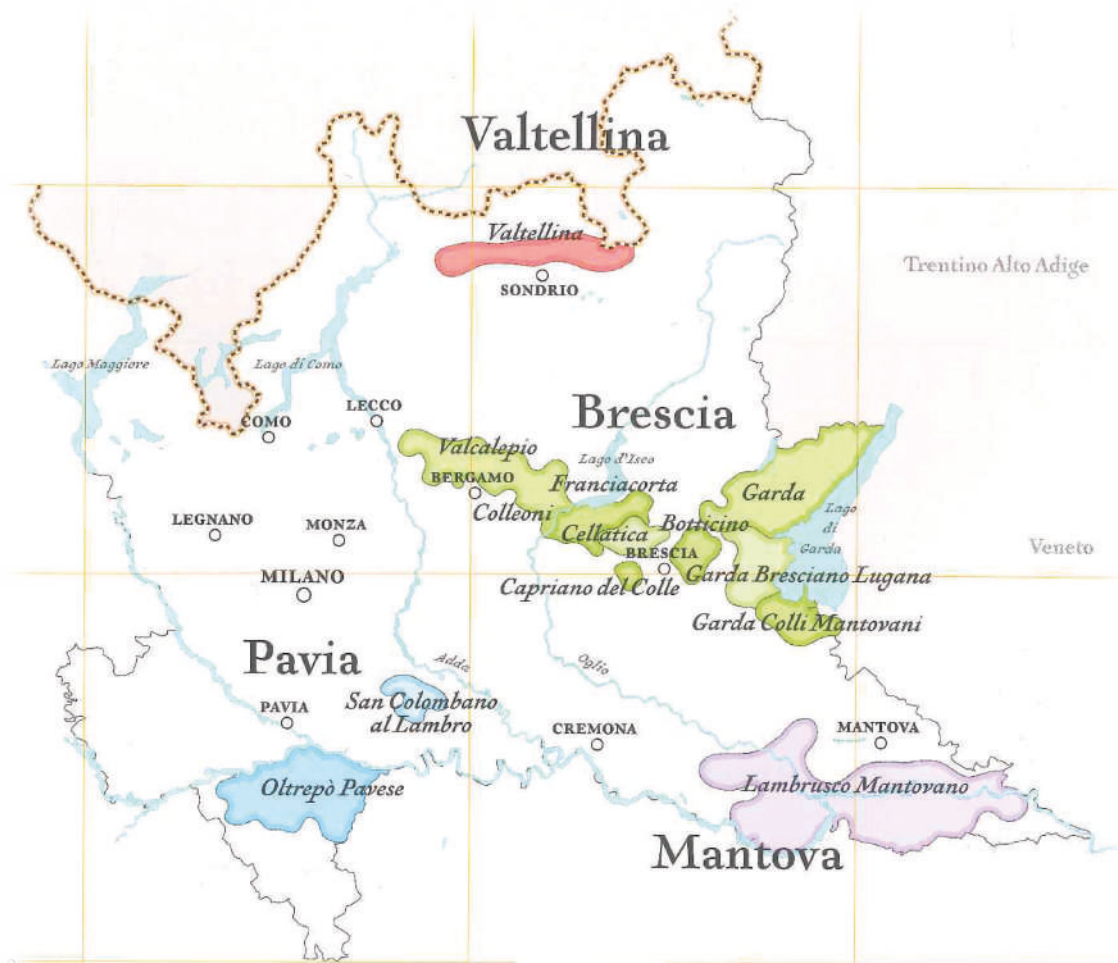 Valtellina
Valtellina
SONDRIO
Trentino Alto Adige
Lago Maggiore
Lago di Como
LECCO
COMO
Brescia
Valcalepio
Lago d'Iseo
BERGAMO
Franciacorta
Garda
Colleoni
Cellatica
Botticino
Lago
di
Garda
LEGNANO
MONZA
BRESCIA
Veneto
MILANO
Capriano del Colle
Garda Bresciano Lugana
Garda Colli Mantovani
Pavia
Adda
Oglio
San Colombano
al Lambro
PAVIA
CREMONA
MANTOVA
Oltrepò Pavese
Lambrusco Mantovano
Mantova